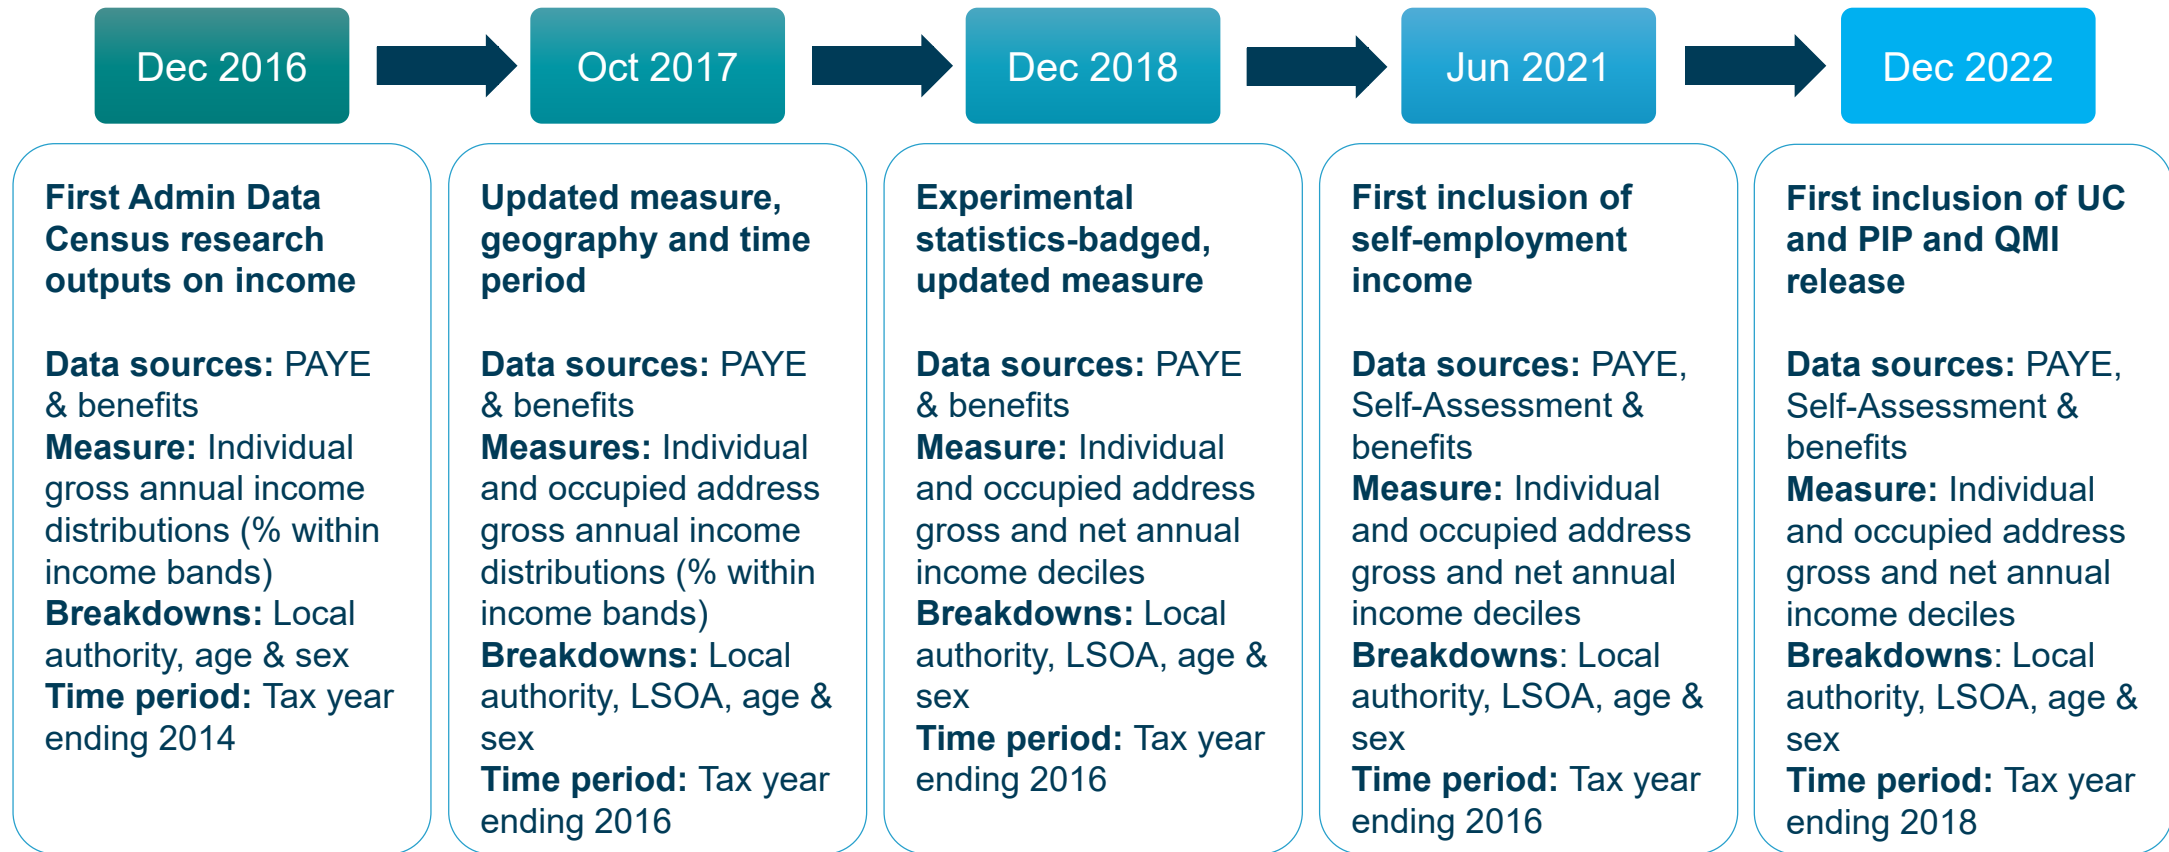 Dec 2016
Oct 2017
Dec 2018
Jun 2021
Dec 2022
First Admin Data
Census research
outputs on income
Data sources: PAYE
& benefits
Measure: Individual
gross annual income
distributions (% within
income bands)
Breakdowns: Local
authority, age & sex
Time period: Tax year
ending 2014
Updated measure,
geography and time
period
Data sources: PAYE
& benefits
Measures: Individual
and occupied address
gross annual income
distributions (% within
income bands)
Breakdowns: Local
authority, LSOA, age &
sex
Time period: Tax year
ending 2016
Experimental
statistics-badged,
updated measure
Data sources: PAYE
& benefits
Measure: Individual
and occupied address
gross and net annual
income deciles
Breakdowns: Local
authority, LSOA, age &
sex
Time period: Tax year
ending 2016
First inclusion of
self-employment
income
Data sources: PAYE,
Self-Assessment &
benefits
Measure: Individual
and occupied address
gross and net annual
income deciles
Breakdowns: Local
authority, LSOA, age &
sex
Time period: Tax year
ending 2016
First inclusion of UC
and PIP and QMI
release
Data sources: PAYE,
Self-Assessment &
benefits
Measure: Individual
and occupied address
gross and net annual
income deciles
Breakdowns: Local
authority, LSOA, age &
sex
Time period: Tax year
ending 2018